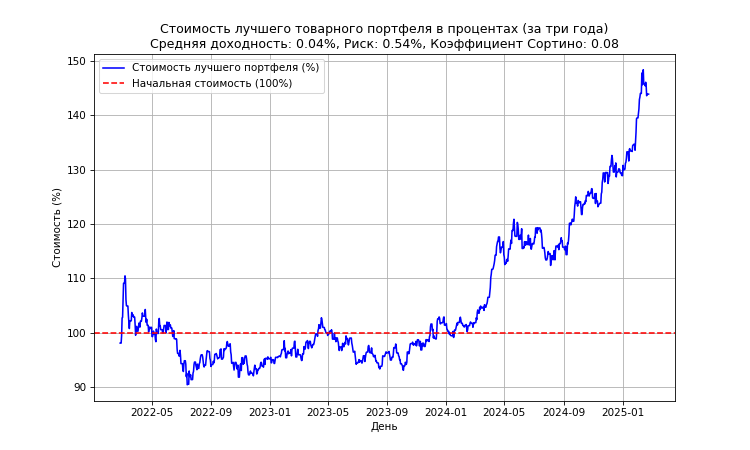 Стоимость лучшего товарного портфеля в процентах (за три года)
Средняя доходность: 0.04%, Риск: 0.54%, Коэффициент Сортино: 0.08
Стоимость лучшего портфеля (%)
Начальная стоимость (100%)
Стоимость (%)
150
140
130
120
110
100
90
2022-05 2022-09 2023-01 2023-05 2023-09 2024-01 2024-05 2024-09 2025-01
День